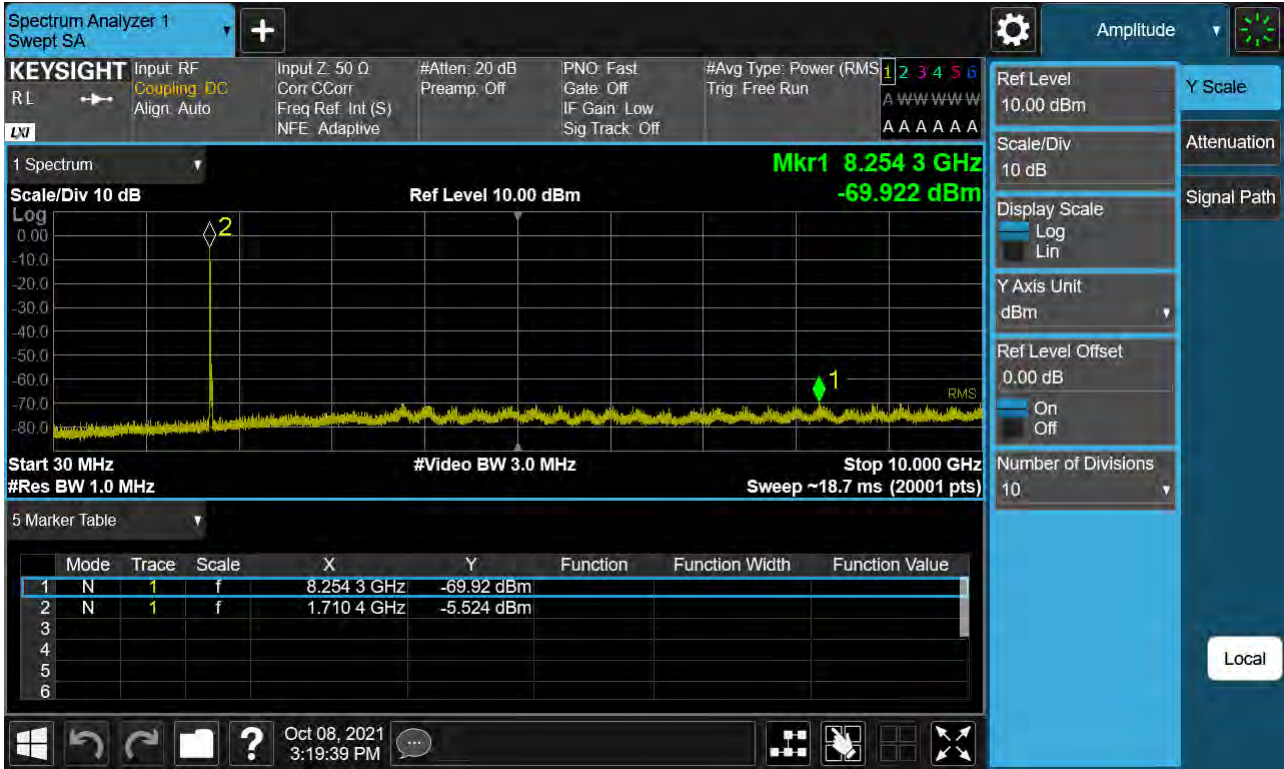 Spectrum Analyzer 1
Swept SA
Amplitude
KEYSIGHT
R L
LXI
Input: RF
Coupling: DC
Align: Auto
Input Z: 50 Ω
Corr CCorr
Freq Ref: Int (S)
NFE: Adaptive
#Atten: 20 dB
Preamp: Off
PNO: Fast
Gate: Off
IF Gain: Low
Sig Track: Off
#Avg Type: Power (RMS
Trig: Free Run
1 2 3 4 5 6
A W W W W W
A A A A A A
1 Spectrum
Mkr1 8.254 3 GHz
-69.922 dBm
Scale/Div 10 dB
Ref Level 10.00 dBm
Log
0.00
-10.0
-20.0
-30.0
-40.0
-50.0
-60.0
-70.0
-80.0
2
1
RMS
Start 30 MHz
#Video BW 3.0 MHz
Stop 10.000 GHz
#Res BW 1.0 MHz
Sweep ~18.7 ms (20001 pts)
5 Marker Table
Mode Trace Scale X Y Function Function Width Function Value
1 N 1 f 8.254 3 GHz -69.92 dBm
2 N 1 f 1.710 4 GHz -5.524 dBm
3
4
5
6
Ref Level
10.00 dBm
Scale/Div
10 dB
Display Scale
Log
Lin
Y Axis Unit
dBm
Ref Level Offset
0.00 dB
On
Off
Number of Divisions
10
Y Scale
Attenuation
Signal Path
Local
?
Oct 08, 2021
3:19:39 PM